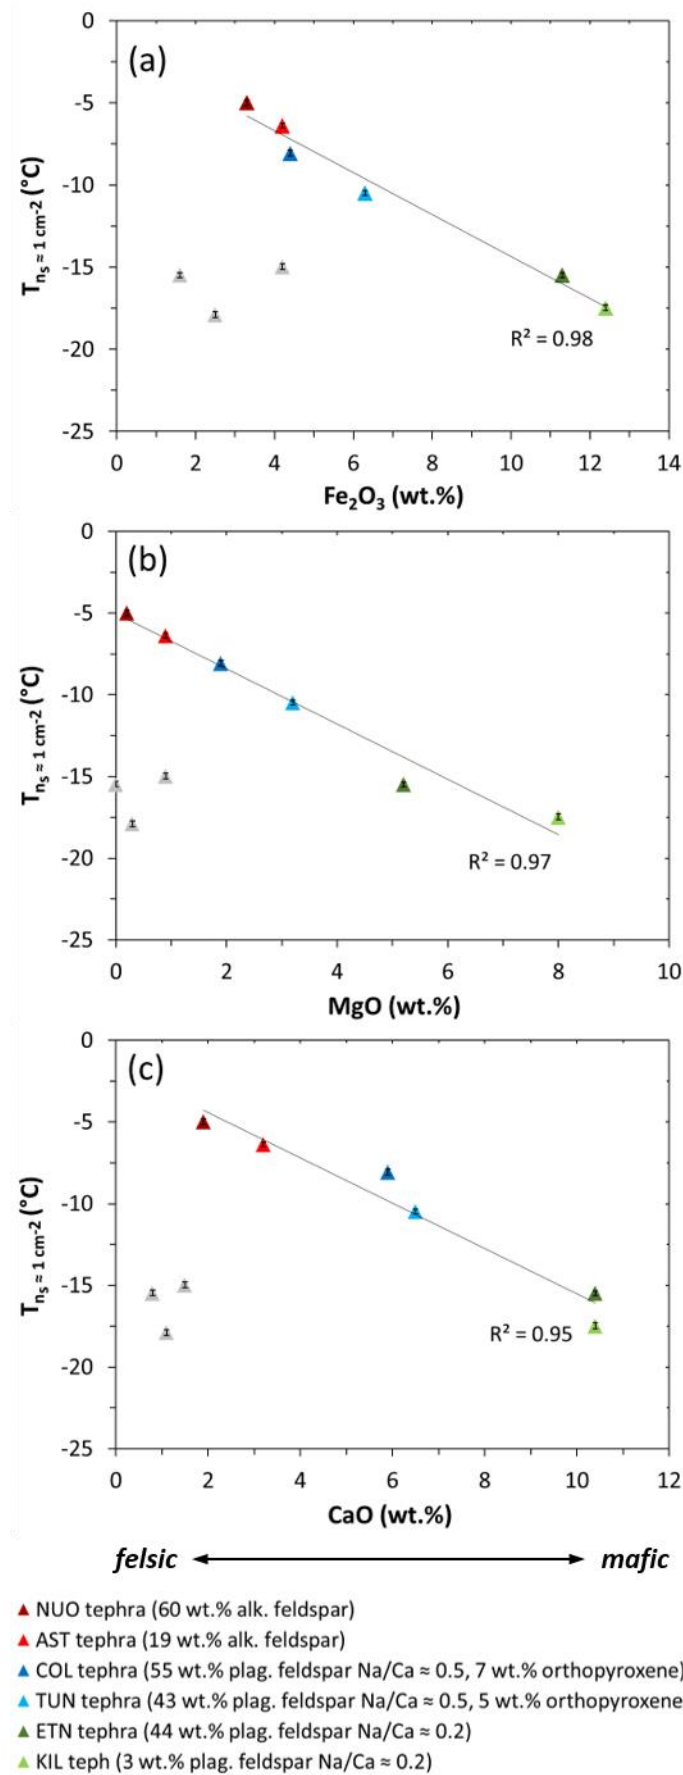 0
(a)
-5
-10
-15
-20
-25
T nₛ ≈ 1 cm⁻² (°C)
R² = 0.98
0 2 4 6 8 10 12 14
Fe₂O₃ (wt.%)
0
(b)
-5
-10
-15
-20
-25
T nₛ ≈ 1 cm⁻² (°C)
R² = 0.97
0 2 4 6 8 10
MgO (wt.%)
0
(c)
-5
-10
-15
-20
-25
T nₛ ≈ 1 cm⁻² (°C)
R² = 0.95
0 2 4 6 8 10 12
CaO (wt.%)
felsic mafic
NUO tephra (60 wt.% alk. feldspar)
AST tephra (19 wt.% alk. feldspar)
COL tephra (55 wt.% plag. feldspar Na/Ca ≈ 0.5, 7 wt.% orthopyroxene)
TUN tephra (43 wt.% plag. feldspar Na/Ca ≈ 0.5, 5 wt.% orthopyroxene
ETN tephra (44 wt.% plag. feldspar Na/Ca ≈ 0.2)
KIL teph (3 wt.% plag. feldspar Na/Ca ≈ 0.2)